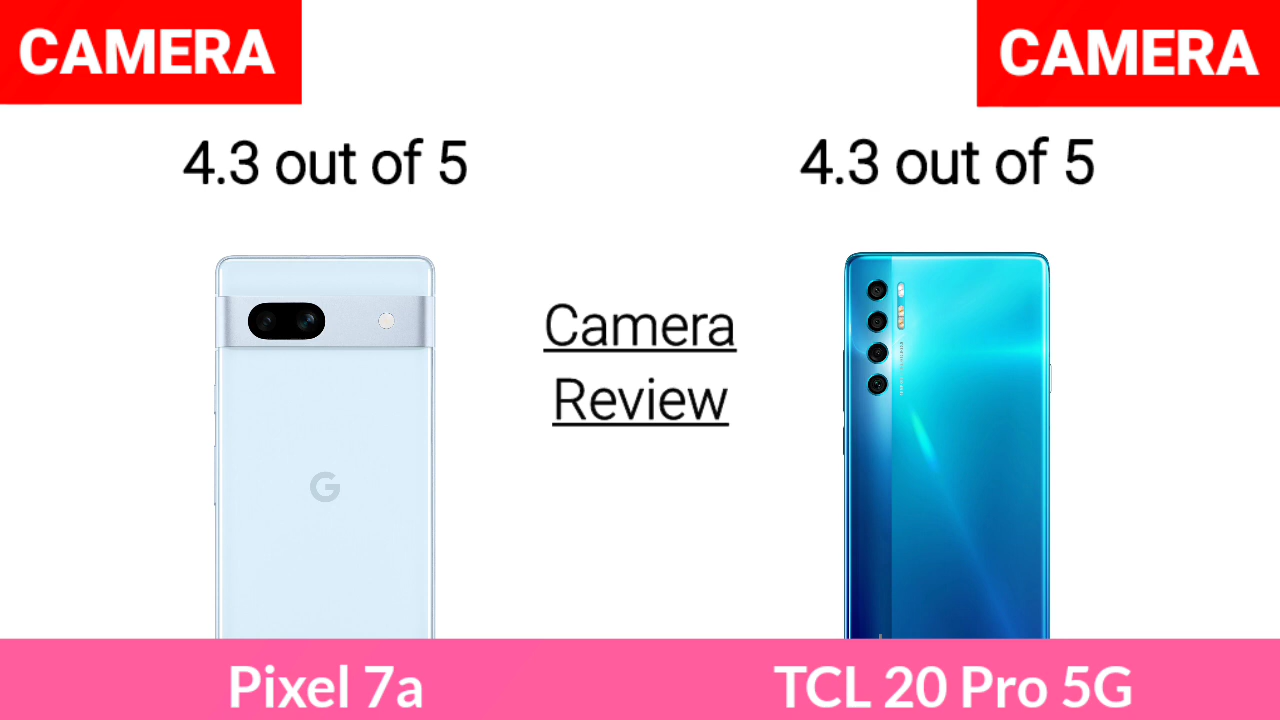 CAMERA
CAMERA
4.3 out of 5
4.3 out of 5
Camera
Review
G
Pixel 7a
TCL 20 Pro 5G